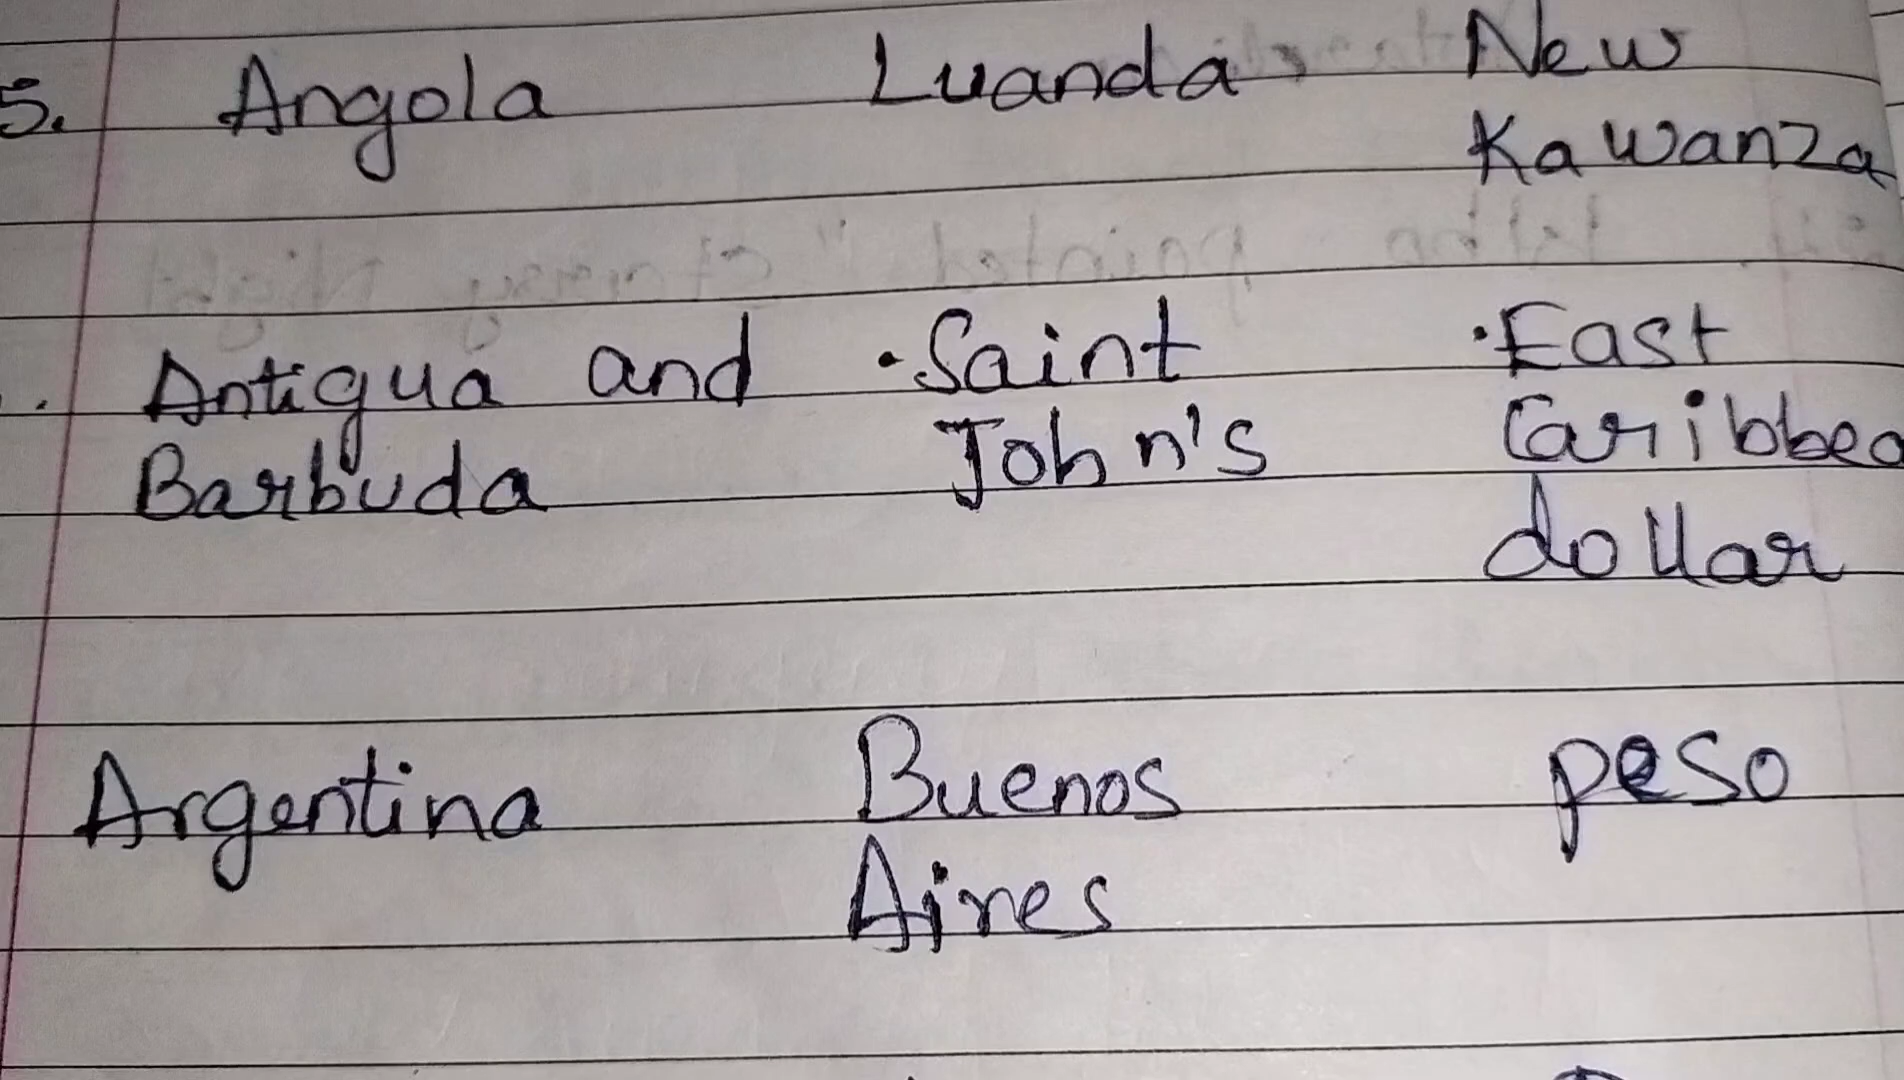 5. Angola Luanda New
Kawanza
Antigua and Saint East
Barbuda John's Caribbea
dollar
Argentina Buenos peso
Aires